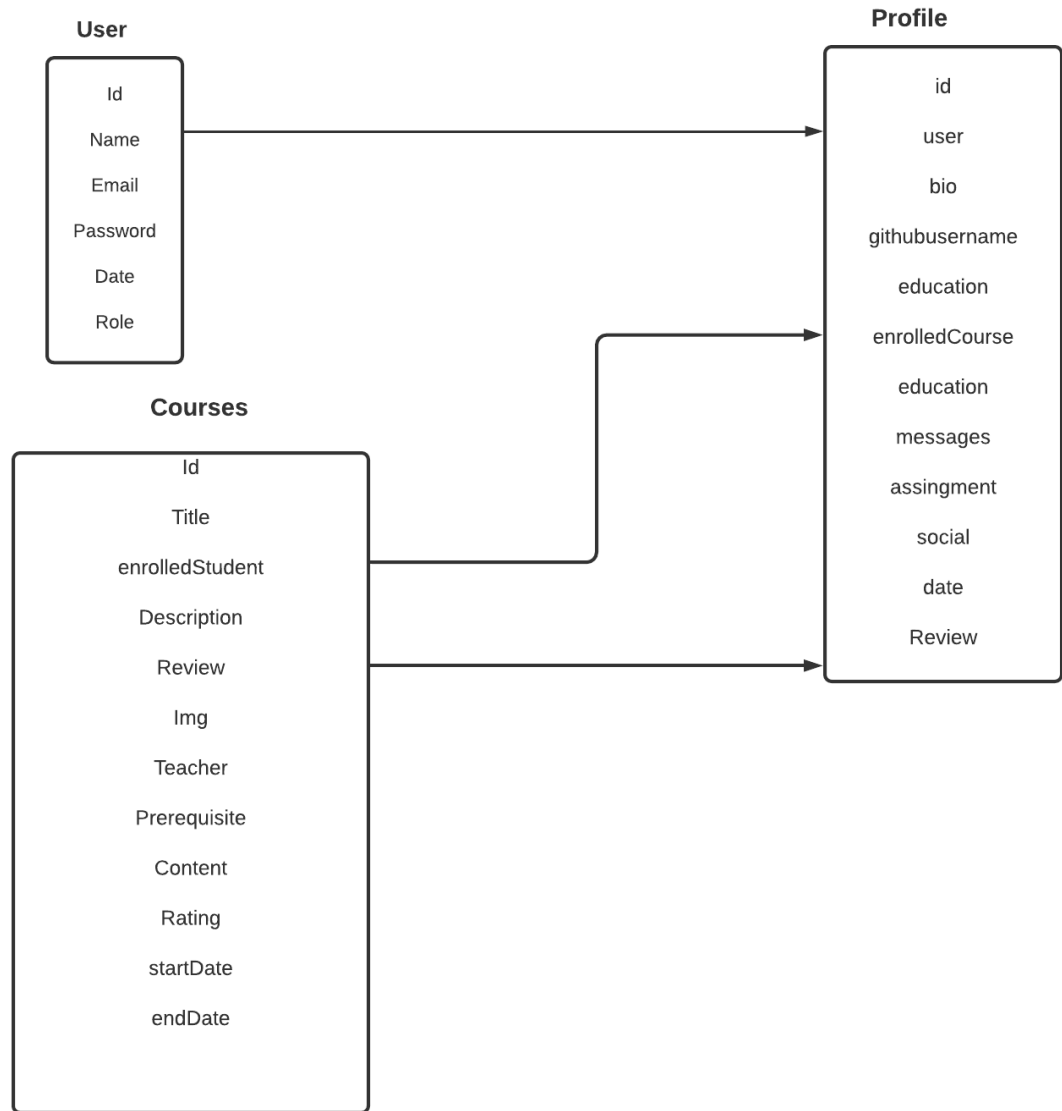 User
Id
Name
Email
Password
Date
Role
Courses
Id
Title
enrolledStudent
Description
Review
Img
Teacher
Prerequisite
Content
Rating
startDate
endDate
Profile
id
user
bio
githubusername
education
enrolledCourse
education
messages
assingment
social
date
Review